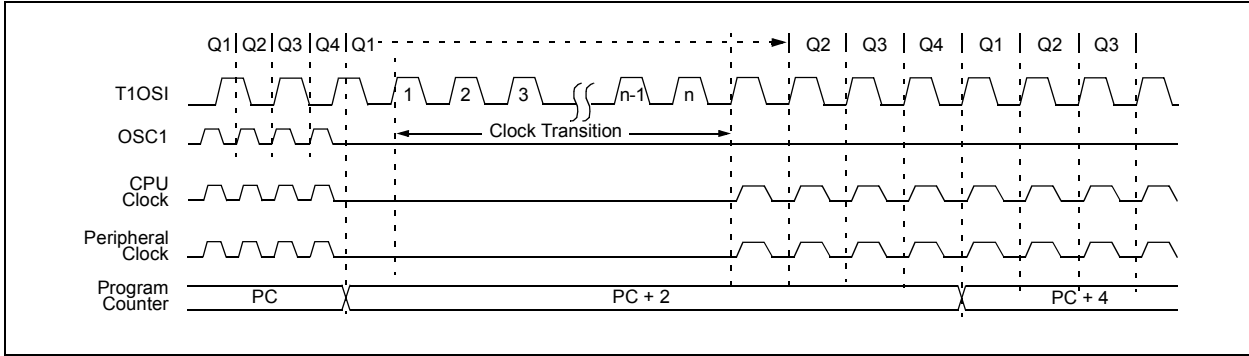 Q1 Q2 Q3 Q4 Q1 Q2 Q3 Q4 Q1 Q2 Q3
T1OSI 1 2 3 n-1 n
Clock Transition
OSC1
CPU
Clock
Peripheral
Clock
Program
Counter
PC PC + 2 PC + 4